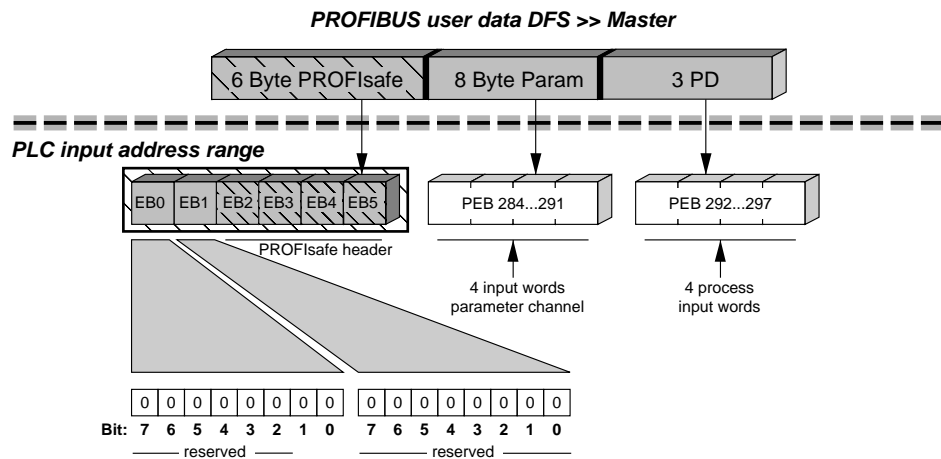 PROFIBUS user data DFS >> Master
6 Byte PROFIsafe 8 Byte Param 3 PD
PLC input address range
EB0 EB1 EB2 EB3 EB4 EB5 PEB 284...291 PEB 292...297
PROFIsafe header
4 input words
parameter channel
4 process
input words
0 0 0 0 0 0 0 0 0 0 0 0 0 0 0 0
Bit: 7 6 5 4 3 2 1 0 7 6 5 4 3 2 1 0
reserved reserved